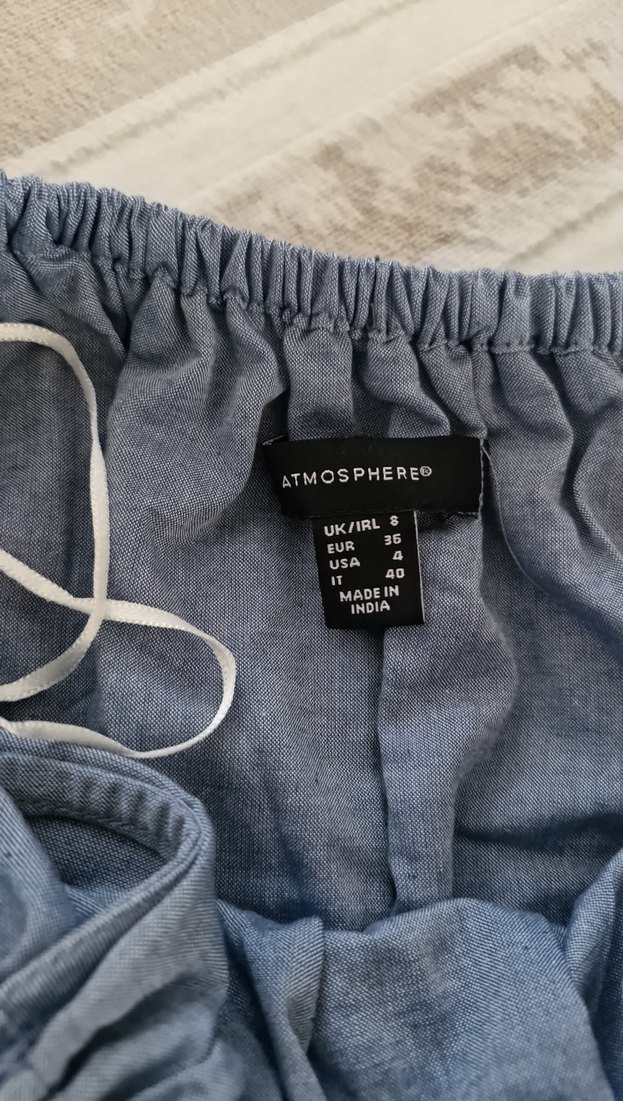 ATMOSPHERE®
UK/IRL 8
EUR 36
USA 4
IT 40
MADE IN
INDIA